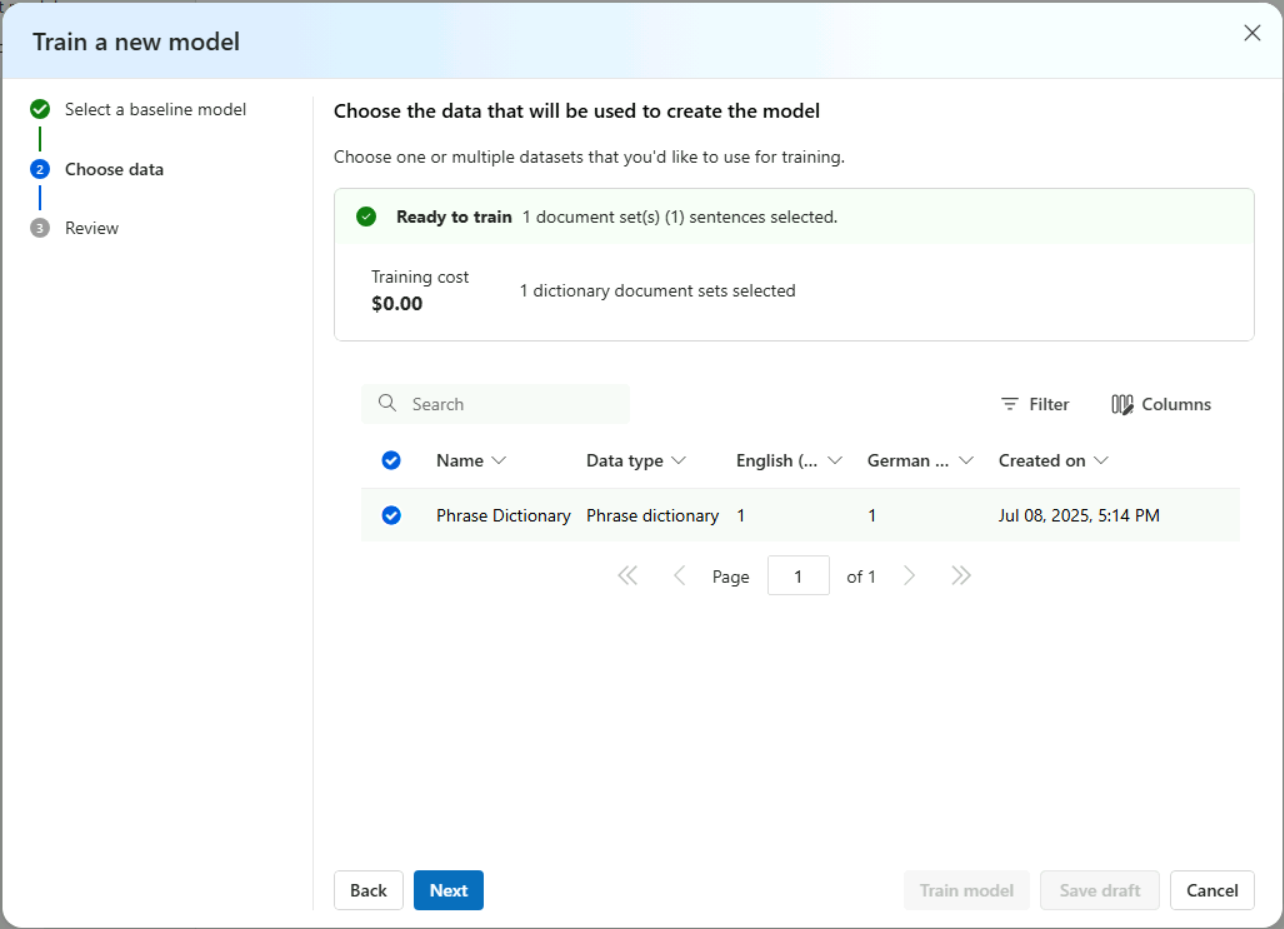 Train a new model
Select a baseline model
2 Choose data
3 Review
Choose the data that will be used to create the model
Choose one or multiple datasets that you'd like to use for training.
Ready to train 1 document set(s) (1) sentences selected.
Training cost
$0.00
1 dictionary document sets selected
Search
Filter Columns
Name Data type English (... German ... Created on
Phrase Dictionary Phrase dictionary 1 1 Jul 08, 2025, 5:14 PM
Page 1 of 1
Back Next Train model Save draft Cancel